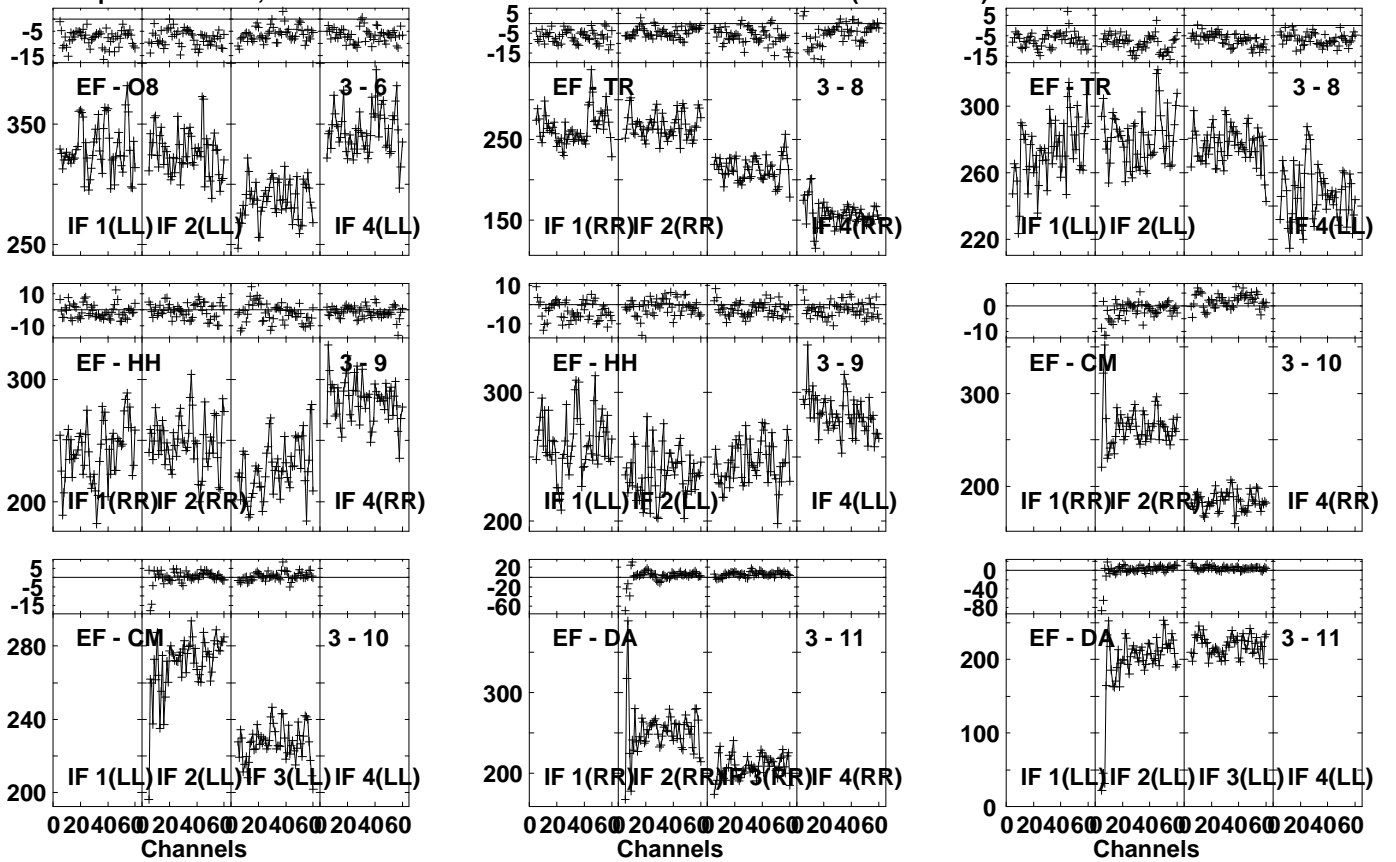 5
-5
-15
EF - O8
3 - 6
350
250
IF 1(LL) IF 2(LL) IF 4(LL)
5
-5
-15
EF - TR
3 - 8
250
150
IF 1(RR) IF 2(RR) IF 4(RR)
5
-5
-15
EF - TR
3 - 8
300
260
220
IF 1(LL) IF 2(LL) IF 4(LL)
10
-10
EF - HH
3 - 9
300
200
IF 1(RR) IF 2(RR) IF 4(RR)
10
-10
EF - HH
3 - 9
300
200
IF 1(LL) IF 2(LL) IF 4(LL)
0
-10
EF - CM
3 - 10
300
200
IF 1(RR) IF 2(RR) IF 4(RR)
5
-5
-15
EF - CM
3 - 10
280
240
200
IF 1(LL) IF 2(LL) IF 3(LL) IF 4(LL)
0 20 40 60 0 20 40 60 0 20 40 60 0 20 40 60
Channels
20
-20
-60
EF - DA
3 - 11
300
200
IF 1(RR) IF 2(RR) IF 3(RR) IF 4(RR)
0 20 40 60 0 20 40 60 0 20 40 60 0 20 40 60
Channels
0
-40
-80
EF - DA
3 - 11
200
100
0
IF 1(LL) IF 2(LL) IF 3(LL) IF 4(LL)
0 20 40 60 0 20 40 60 0 20 40 60 0 20 40 60
Channels